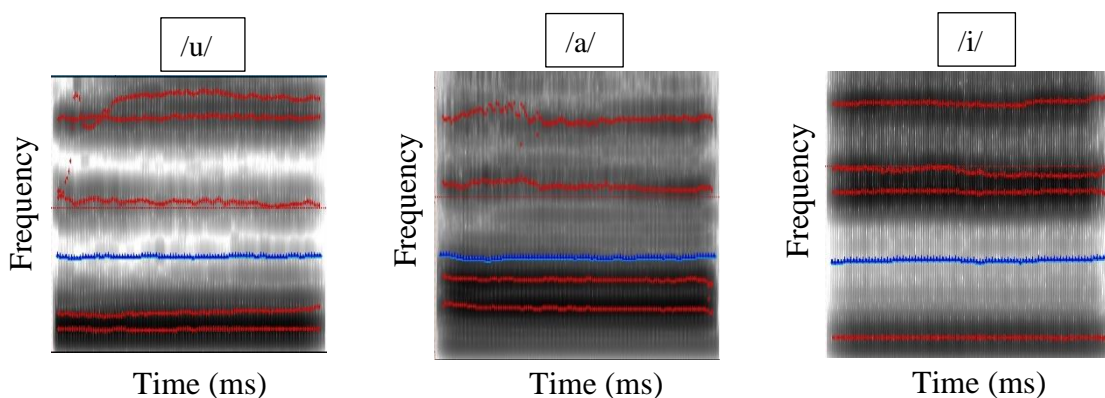 /u/
/a/
/i/
Frequency
Frequency
Frequency
Time (ms)
Time (ms)
Time (ms)